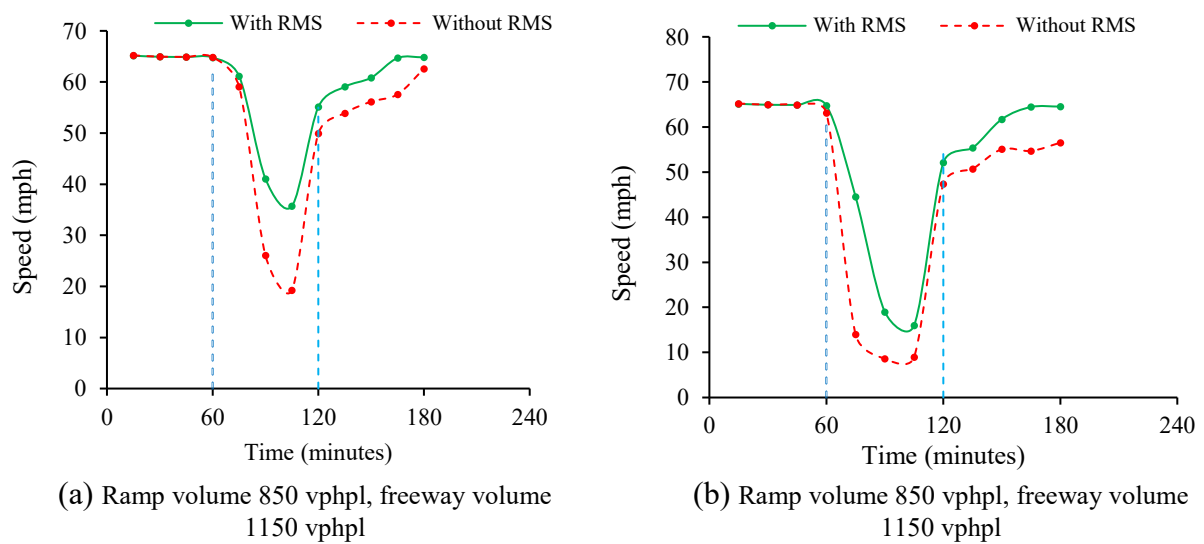 With RMS Without RMS
70
60
50
40
30
20
10
0
Speed (mph)
0 60 120 180 240
Time (minutes)
(a) Ramp volume 850 vphpl, freeway volume
1150 vphpl
With RMS Without RMS
80
70
60
50
40
30
20
10
0
Speed (mph)
0 60 120 180 240
Time (minutes)
(b) Ramp volume 850 vphpl, freeway volume
1150 vphpl